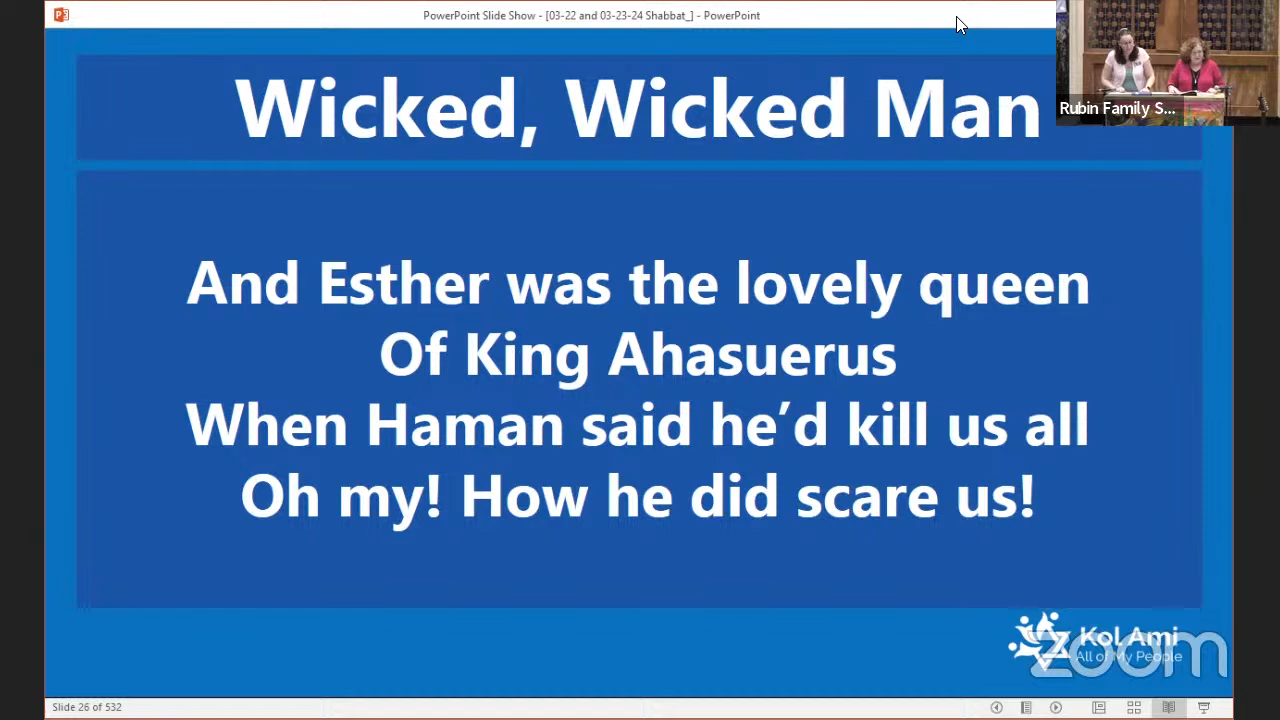 PowerPoint Slide Show - [03-22 and 03-23-24 Shabbat_] - PowerPoint
Rubin Family S...
Wicked, Wicked Man
And Esther was the lovely queen
Of King Ahasuerus
When Haman said he’d kill us all
Oh my! How he did scare us!
Kol Ami
All of My People
zoom
Slide 26 of 532